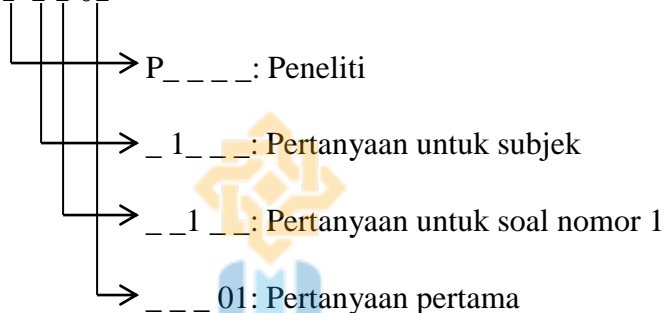 P_ _ _ _: Peneliti
_ 1_ _ _: Pertanyaan untuk subjek
_ _1 _ _: Pertanyaan untuk soal nomor 1
_ _ _ 01: Pertanyaan pertama